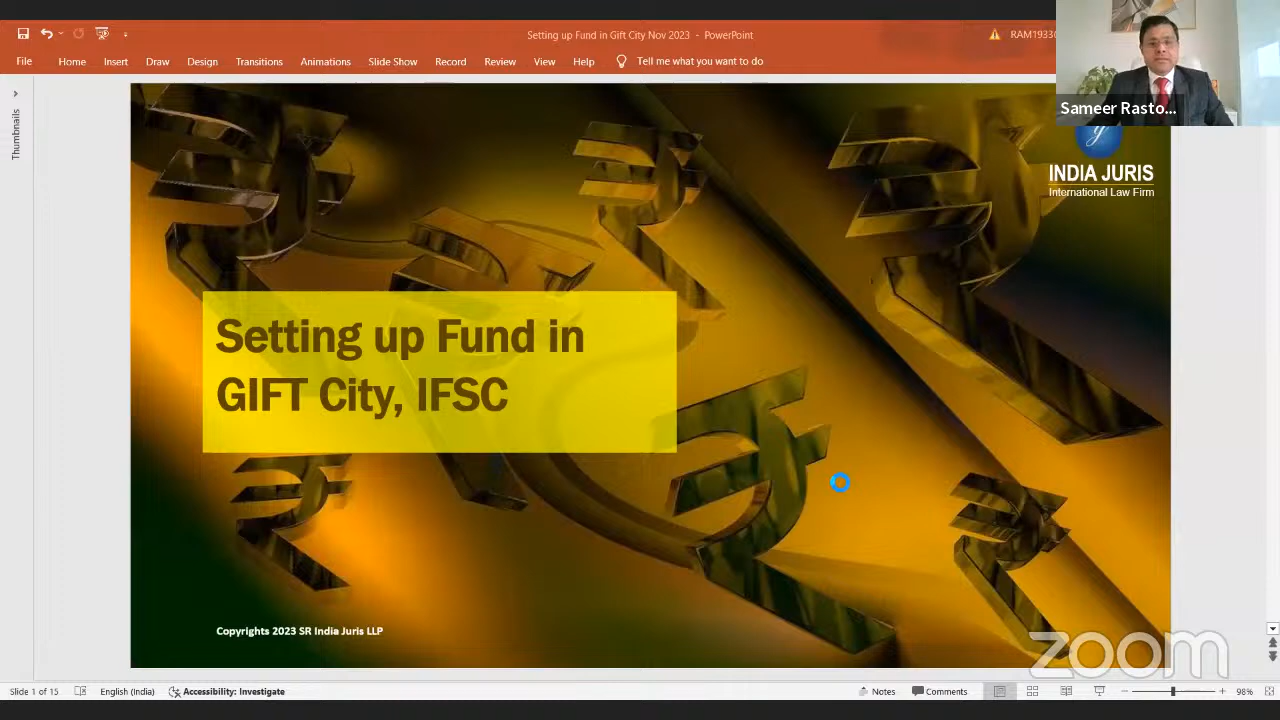 Setting up Fund in Gift City Nov 2023 - PowerPoint
RAM1933
File Home Insert Draw Design Transitions Animations Slide Show Record Review View Help Tell me what you want to do
Sameer Rasto...
Thumbnails
INDIA JURIS
International Law Firm
Setting up Fund in
GIFT City, IFSC
Copyrights 2023 SR India Juris LLP
zoom
Slide 1 of 15 English (India) Accessibility: Investigate Notes Comments 98%